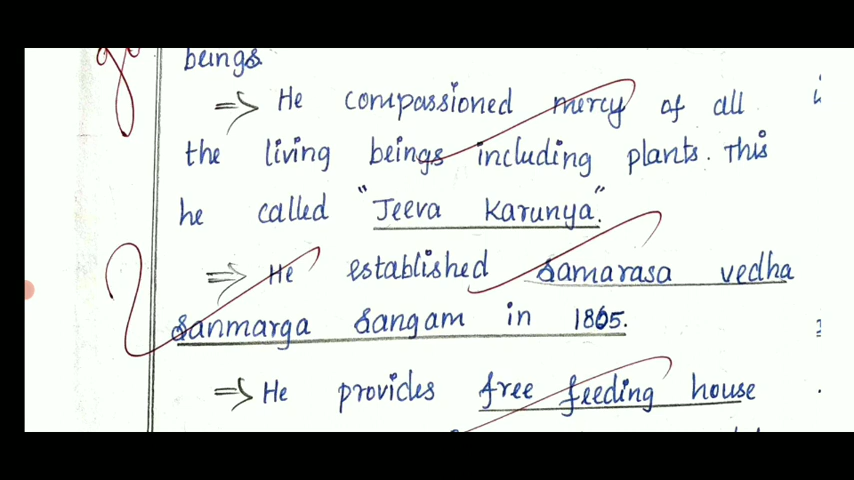 beings.
=> He compassioned mercy of all
the living beings including plants. This
he called "Jeeva Karunya".
=> He established Samarasa vedha
Sanmarga Sangam in 1865.
=> He provides free feeding house